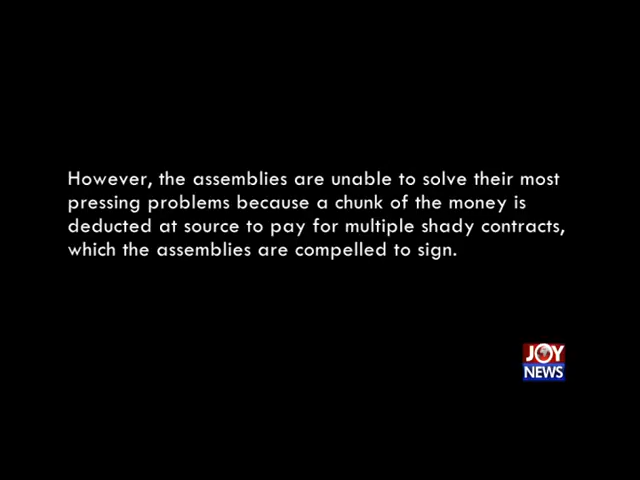 However, the assemblies are unable to solve their most
pressing problems because a chunk of the money is
deducted at source to pay for multiple shady contracts,
which the assemblies are compelled to sign.
JOY
NEWS